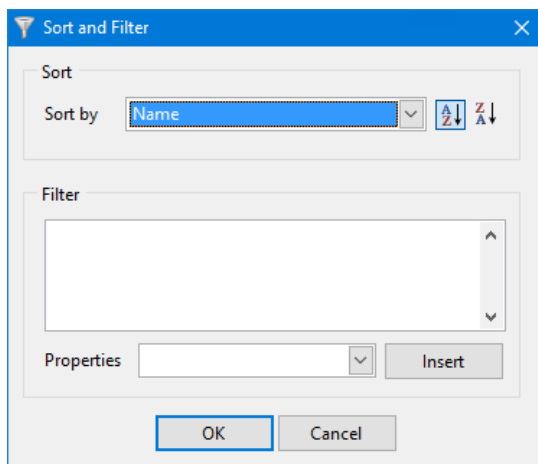 Sort and Filter
Sort
Sort by Name A Z Z A
Filter
Properties Insert
OK Cancel